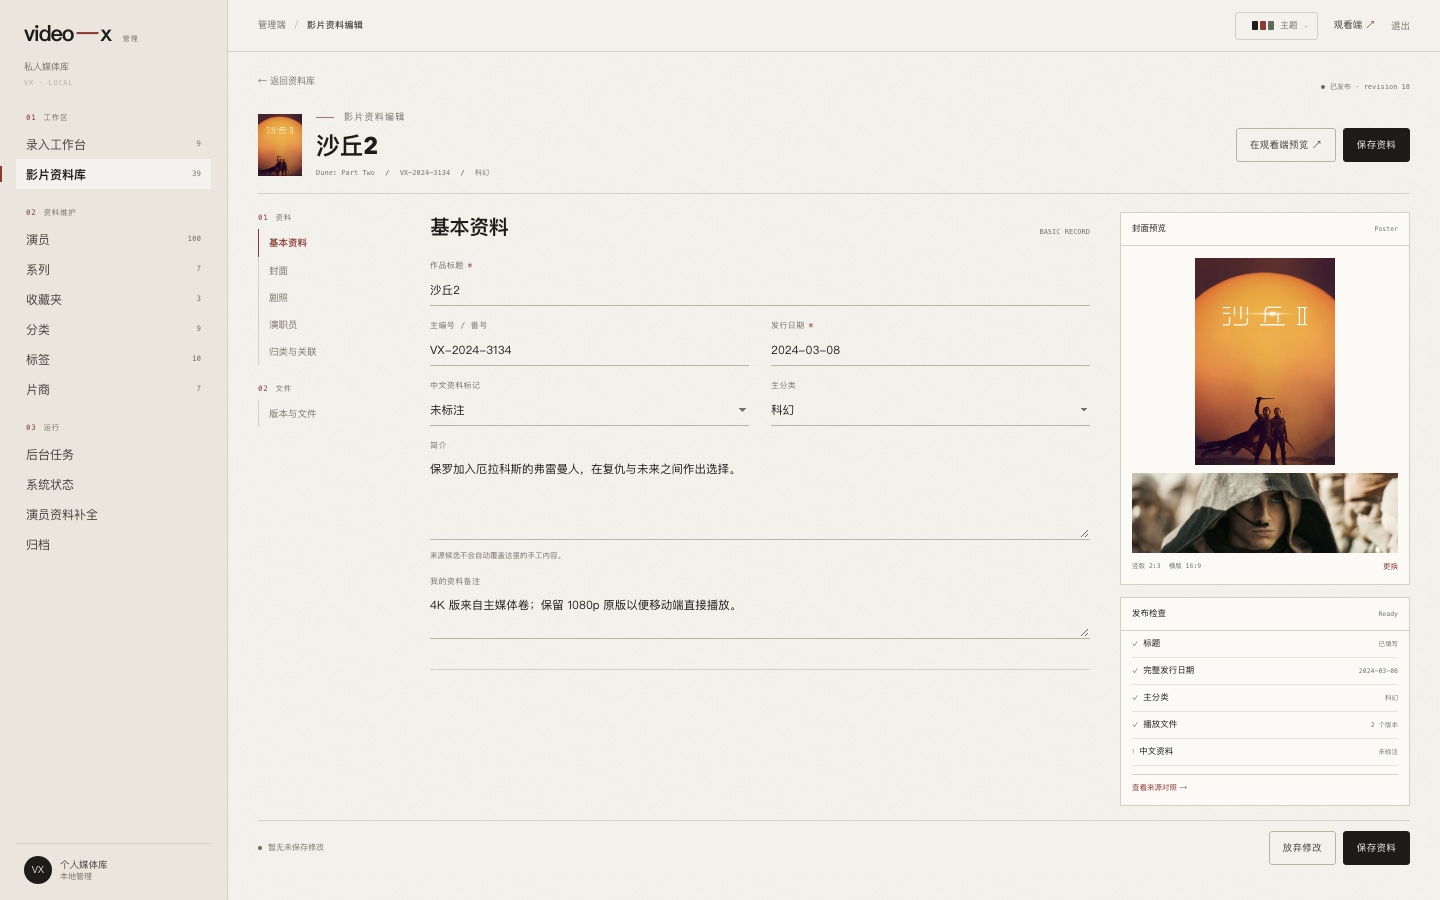 video—x 管理
私人媒体库
VX · LOCAL
01 工作区
录入工作台 9
影片资料库 39
02 资料维护
演员 100
系列 7
收藏夹 3
分类 9
标签 10
片商 7
03 运行
后台任务
系统状态
演员资料补全
归档
VX
个人媒体库
本地管理
管理端 / 影片资料编辑
主题
观看端 ↗
退出
← 返回资料库
已发布 · revision 18
影片资料编辑
沙丘2
Dune: Part Two / VX-2024-3134 / 科幻
在观看端预览 ↗
保存资料
01 资料
基本资料
封面
剧照
演职员
归类与关联
02 文件
版本与文件
基本资料
BASIC RECORD
作品标题 *
沙丘2
主编号 / 番号
VX-2024-3134
发行日期 *
2024-03-08
中文资料标记
未标注
主分类
科幻
简介
保罗加入厄拉科斯的弗雷曼人，在复仇与未来之间作出选择。
来源候选不会自动覆盖这里的手工内容。
我的资料备注
4K 版来自主媒体卷；保留 1080p 原版以便移动端直接播放。
封面预览 Poster
沙丘II
竖版 2:3 横版 16:9
更换
发布检查 Ready
✓ 标题 已填写
✓ 完整发行日期 2024-03-08
✓ 主分类 科幻
✓ 播放文件 2 个版本
! 中文资料 未标注
查看来源对照 →
暂无未保存修改
放弃修改
保存资料